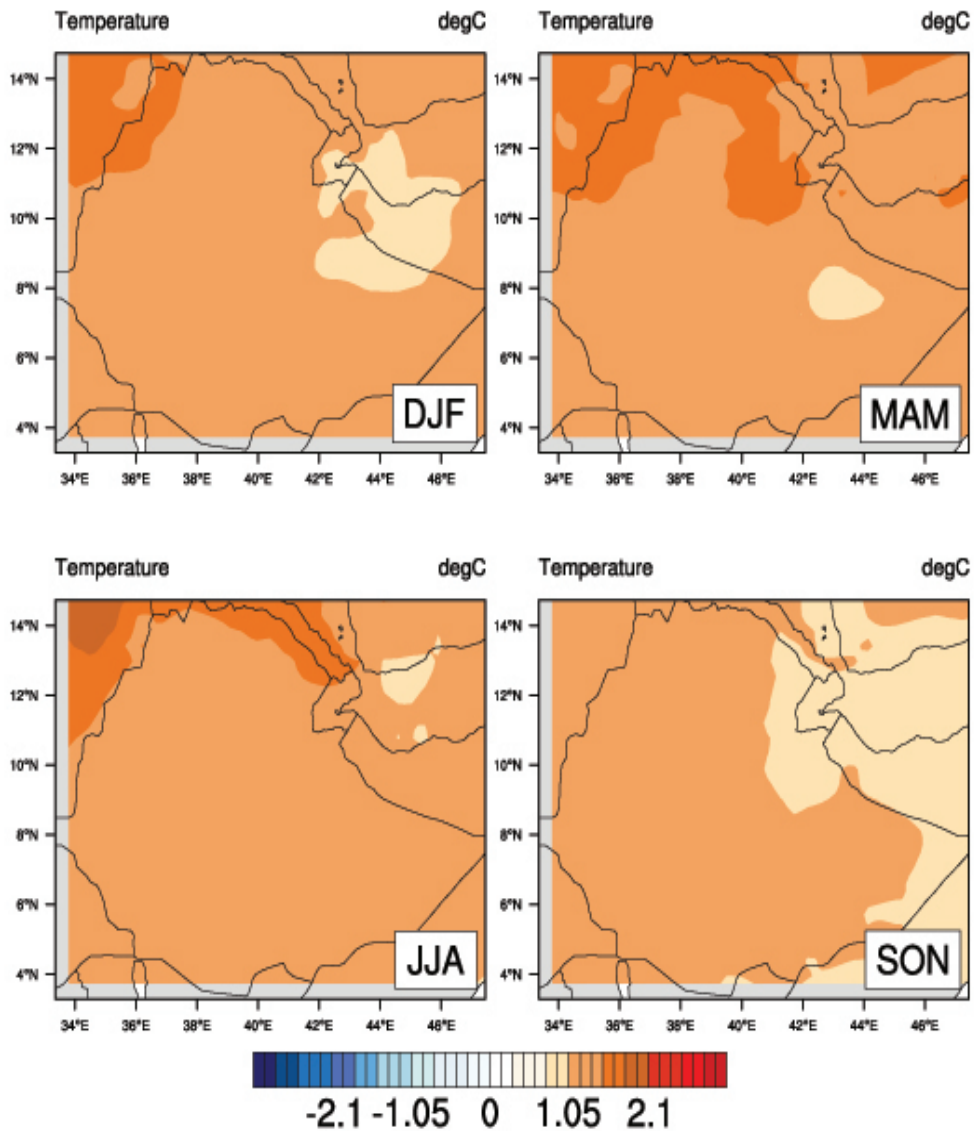 Temperature degC Temperature degC
14°N 14°N
12°N 12°N
10°N 10°N
8°N 8°N
6°N 6°N
4°N DJF 4°N MAM
34°E 36°E 38°E 40°E 42°E 44°E 46°E 34°E 36°E 38°E 40°E 42°E 44°E 46°E
Temperature degC Temperature degC
14°N 14°N
12°N 12°N
10°N 10°N
8°N 8°N
6°N 6°N
4°N JJA 4°N SON
34°E 36°E 38°E 40°E 42°E 44°E 46°E 34°E 36°E 38°E 40°E 42°E 44°E 46°E
-2.1 -1.05 0 1.05 2.1